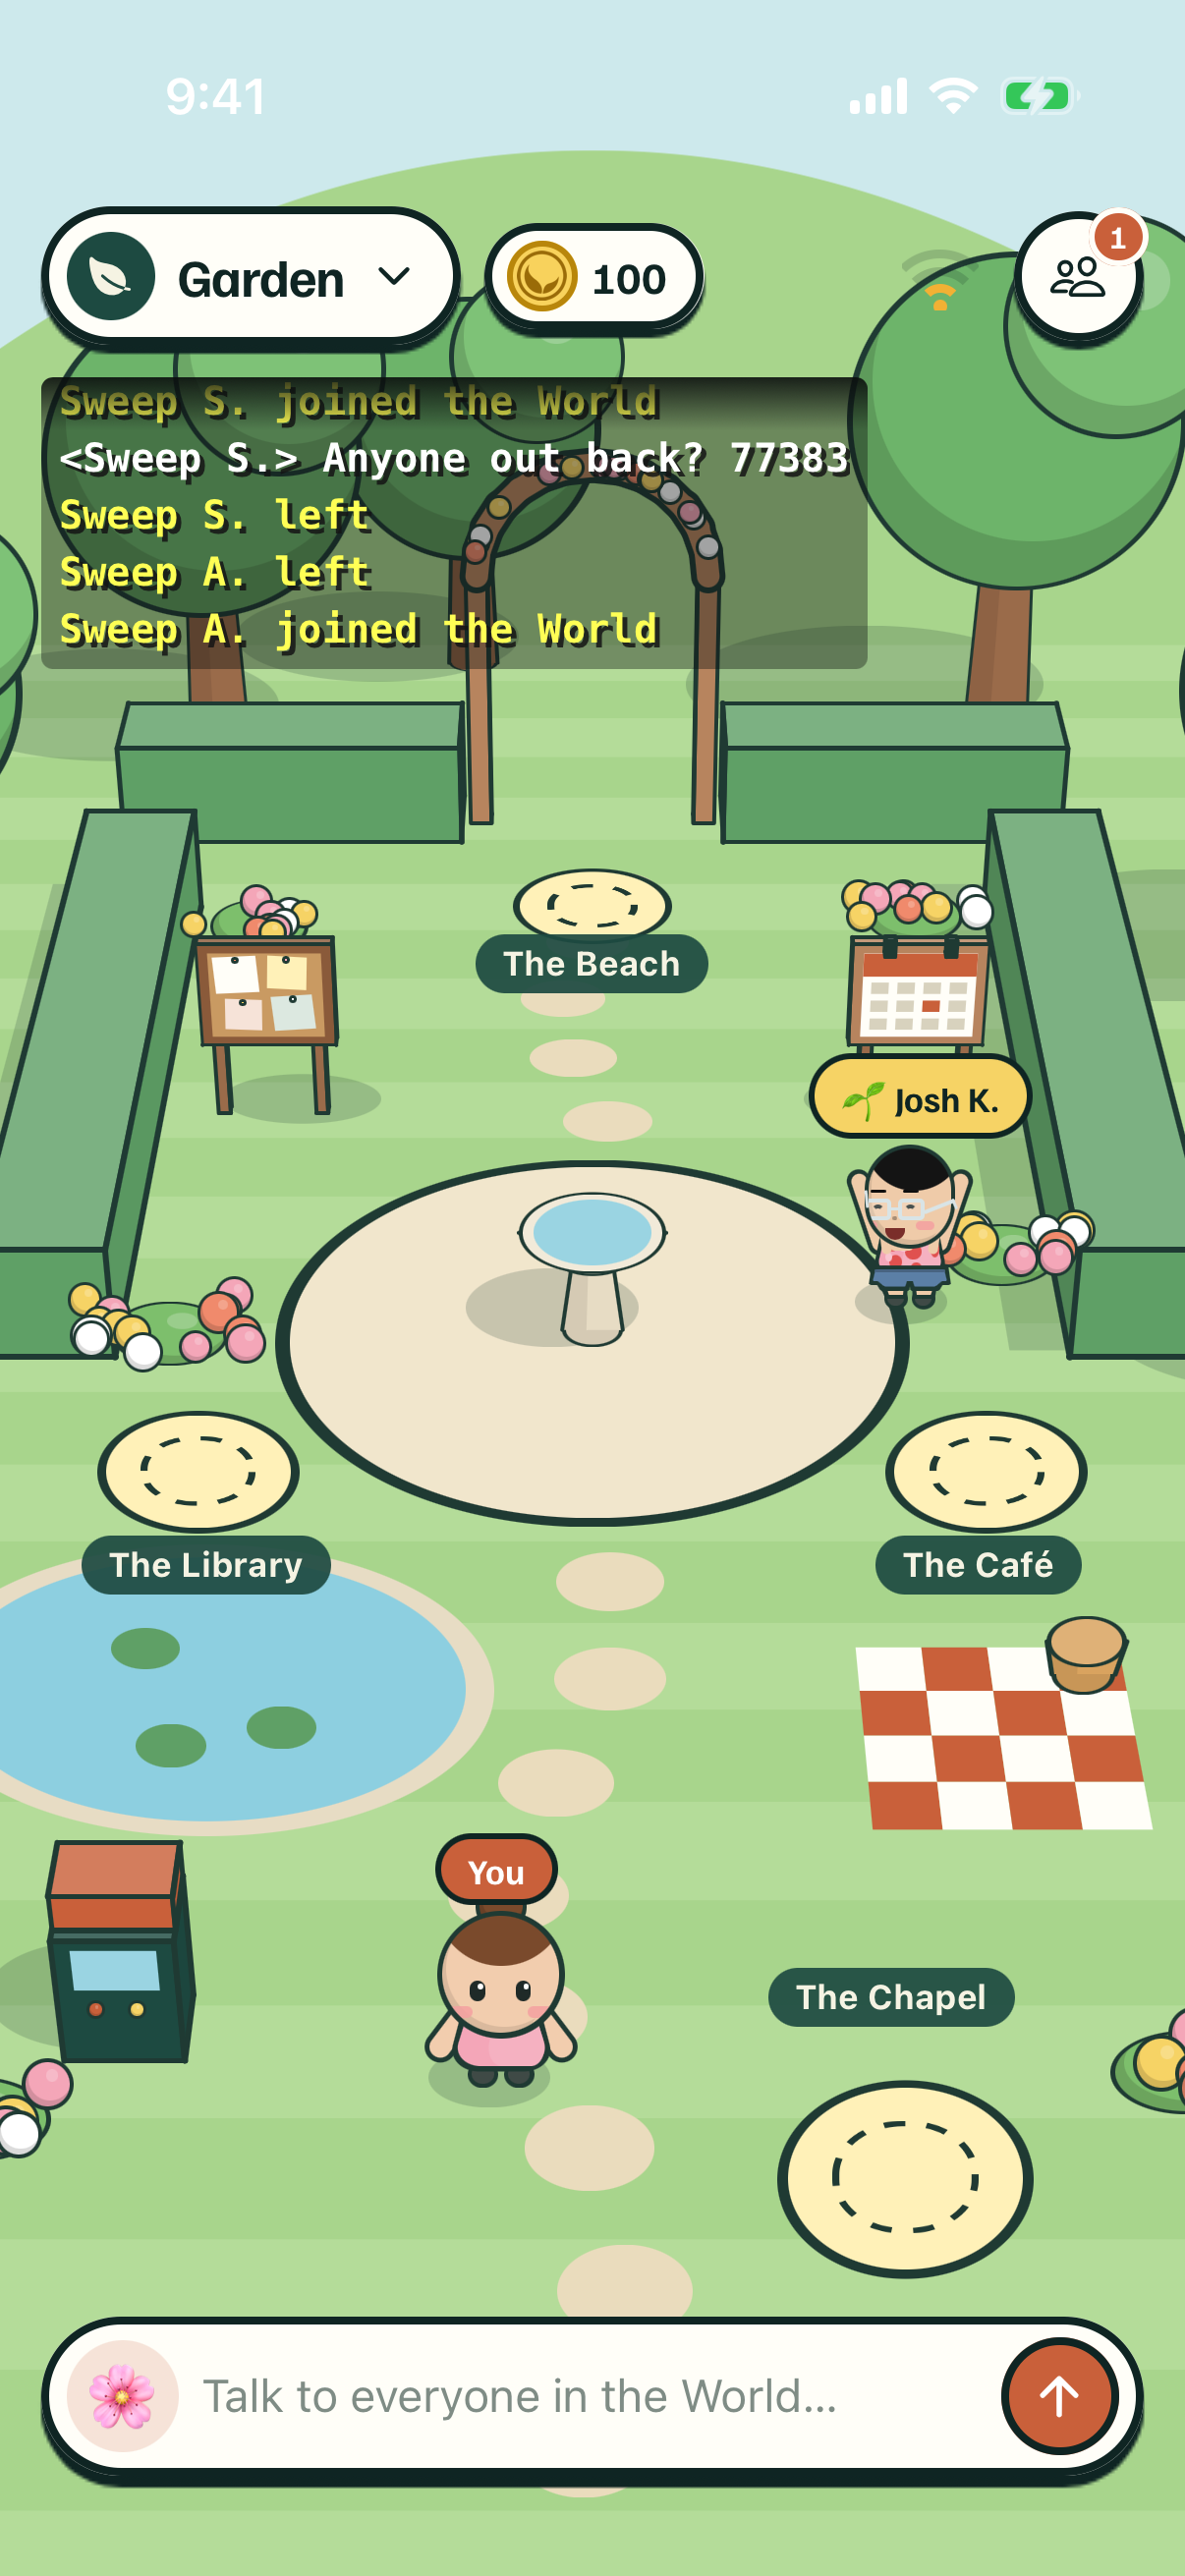 9:41
Garden
100
1
Sweep S. joined the World
<Sweep S.> Anyone out back? 77383
Sweep S. left
Sweep A. left
Sweep A. joined the World
The Beach
Josh K.
The Library
The Café
You
The Chapel
Talk to everyone in the World...